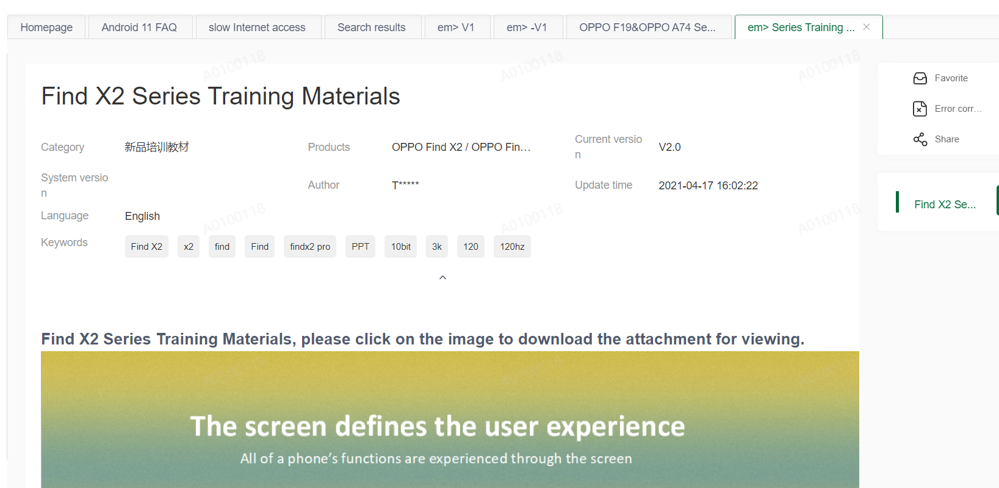 Homepage
Android 11 FAQ
slow Internet access
Search results
em> V1
em> -V1
OPPO F19&OPPO A74 Se...
em> Series Training ...
A0100118
A0100118
A0100118
Find X2 Series Training Materials
Favorite
Error corr...
Share
Category
新品培训教材
Products
OPPO Find X2 / OPPO Fin...
Current versio
n
V2.0
System versio
n
Author
T*****
Update time
2021-04-17 16:02:22
Find X2 Se...
Language
English
A0100118
A0100118
A0100118
Keywords
Find X2
x2
find
Find
findx2 pro
PPT
10bit
3k
120
120hz
Find X2 Series Training Materials, please click on the image to download the attachment for viewing.
A0100118
A0100118
A0100118
The screen defines the user experience
All of a phone's functions are experienced through the screen